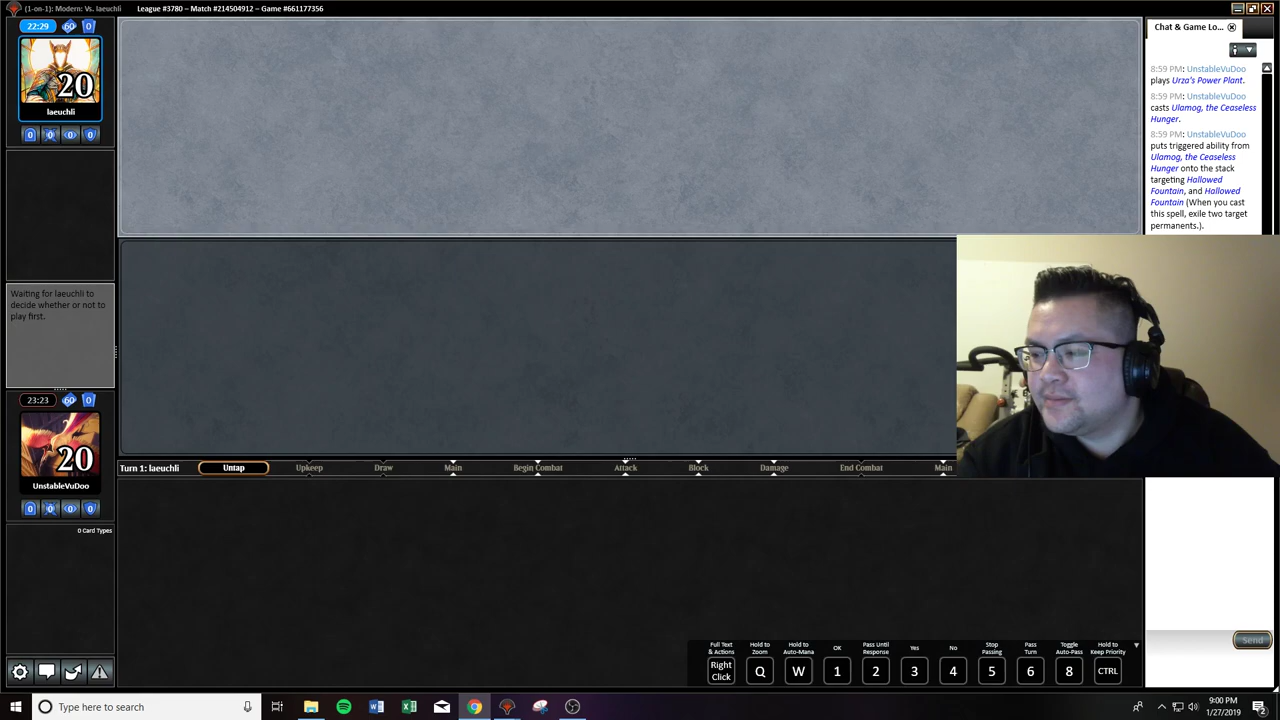 (1-on-1): Modern: Vs. laeuchli League #3780 – Match #214504912 – Game #661177356
22:29 60 0
20
laeuchli
0 0 0 0
Waiting for laeuchli to
decide whether or not to
play first.
23:23 60 0
20
UnstableVuDoo
0 0 0 0
0 Card Types
Turn 1: laeuchli Untap Upkeep Draw Main Begin Combat Attack Block Damage End Combat Main
Chat & Game Lo...
8:59 PM: UnstableVuDoo
plays Urza's Power Plant.
8:59 PM: UnstableVuDoo
casts Ulamog, the Ceaseless
Hunger.
8:59 PM: UnstableVuDoo
puts triggered ability from
Ulamog, the Ceaseless
Hunger onto the stack
targeting Hallowed
Fountain, and Hallowed
Fountain (When you cast
this spell, exile two target
permanents.).
Send
Full Text
& Actions
Right
Click
Hold to
Zoom
Q
Hold to
Auto-Mana
W
OK
1
Pass Until
Response
2
Yes
3
No
4
Stop
Passing
5
Pass
Turn
6
Toggle
Auto-Pass
8
Hold to
Keep Priority
CTRL
Type here to search
9:00 PM
1/27/2019
2